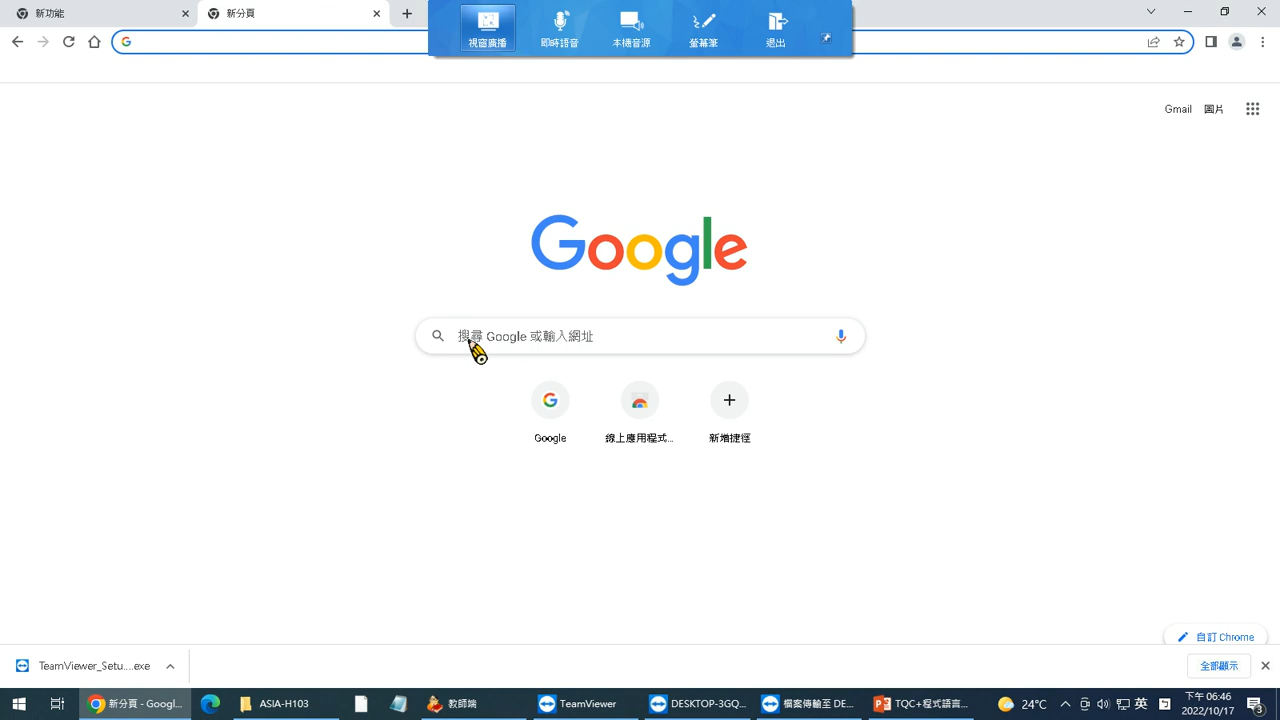 新功能
新分頁
視窗廣播
即時語音
本機音源
螢幕筆
退出
Gmail
圖片
Google
搜尋 Google 或輸入網址
Google
線上應用程式...
新增捷徑
自訂 Chrome
TeamViewer_Setu....exe
全部顯示
新分頁 - Googl...
ASIA-H103
教師端
TeamViewer
DESKTOP-3GQ...
檔案傳輸至 DE...
TQC+程式語言...
24°C
英
下午 06:46
2022/10/17
3